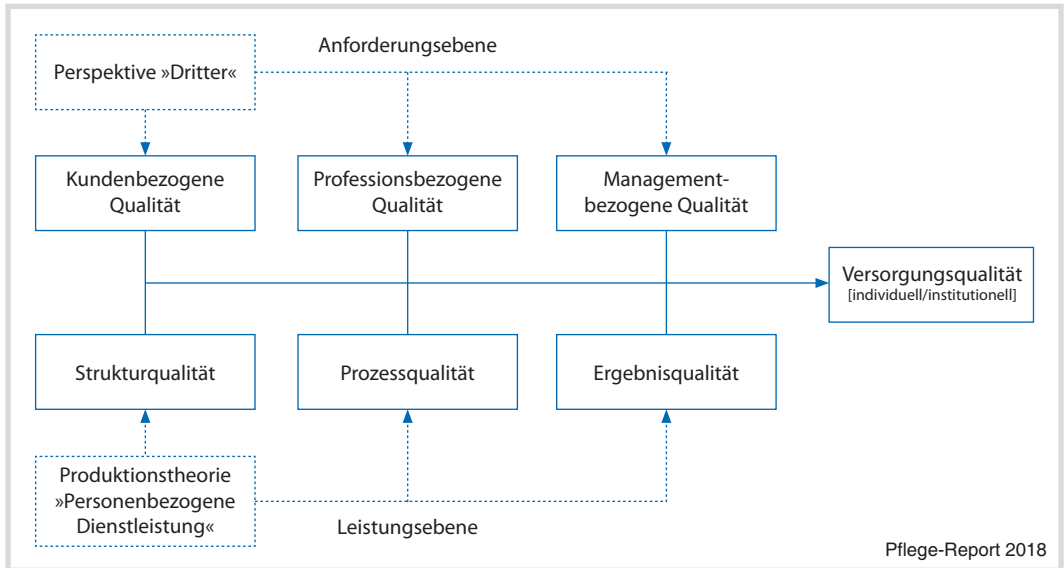 Anforderungsebene
Perspektive »Dritter«
Kundenbezogene
Qualität
Professionsbezogene
Qualität
Management-
bezogene Qualität
Versorgungsqualität
[individuell/institutionell]
Strukturqualität
Prozessqualität
Ergebnisqualität
Produktionstheorie
»Personenbezogene
Dienstleistung«
Leistungsebene
Pflege-Report 2018